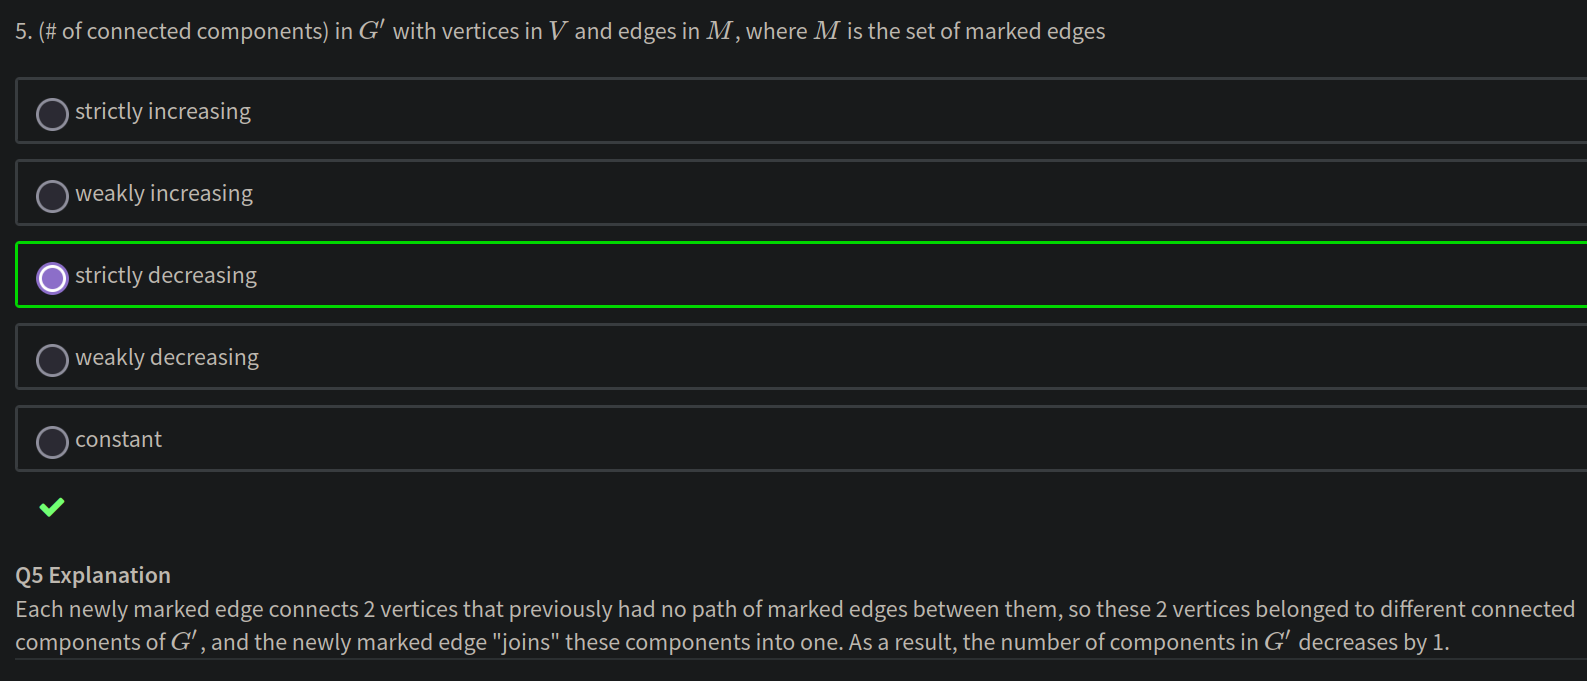 5. (# of connected components) in G′ with vertices in V and edges in M, where M is the set of marked edges
strictly increasing
weakly increasing
strictly decreasing
weakly decreasing
constant
Q5 Explanation
Each newly marked edge connects 2 vertices that previously had no path of marked edges between them, so these 2 vertices belonged to different connected
components of G′, and the newly marked edge "joins" these components into one. As a result, the number of components in G′ decreases by 1.